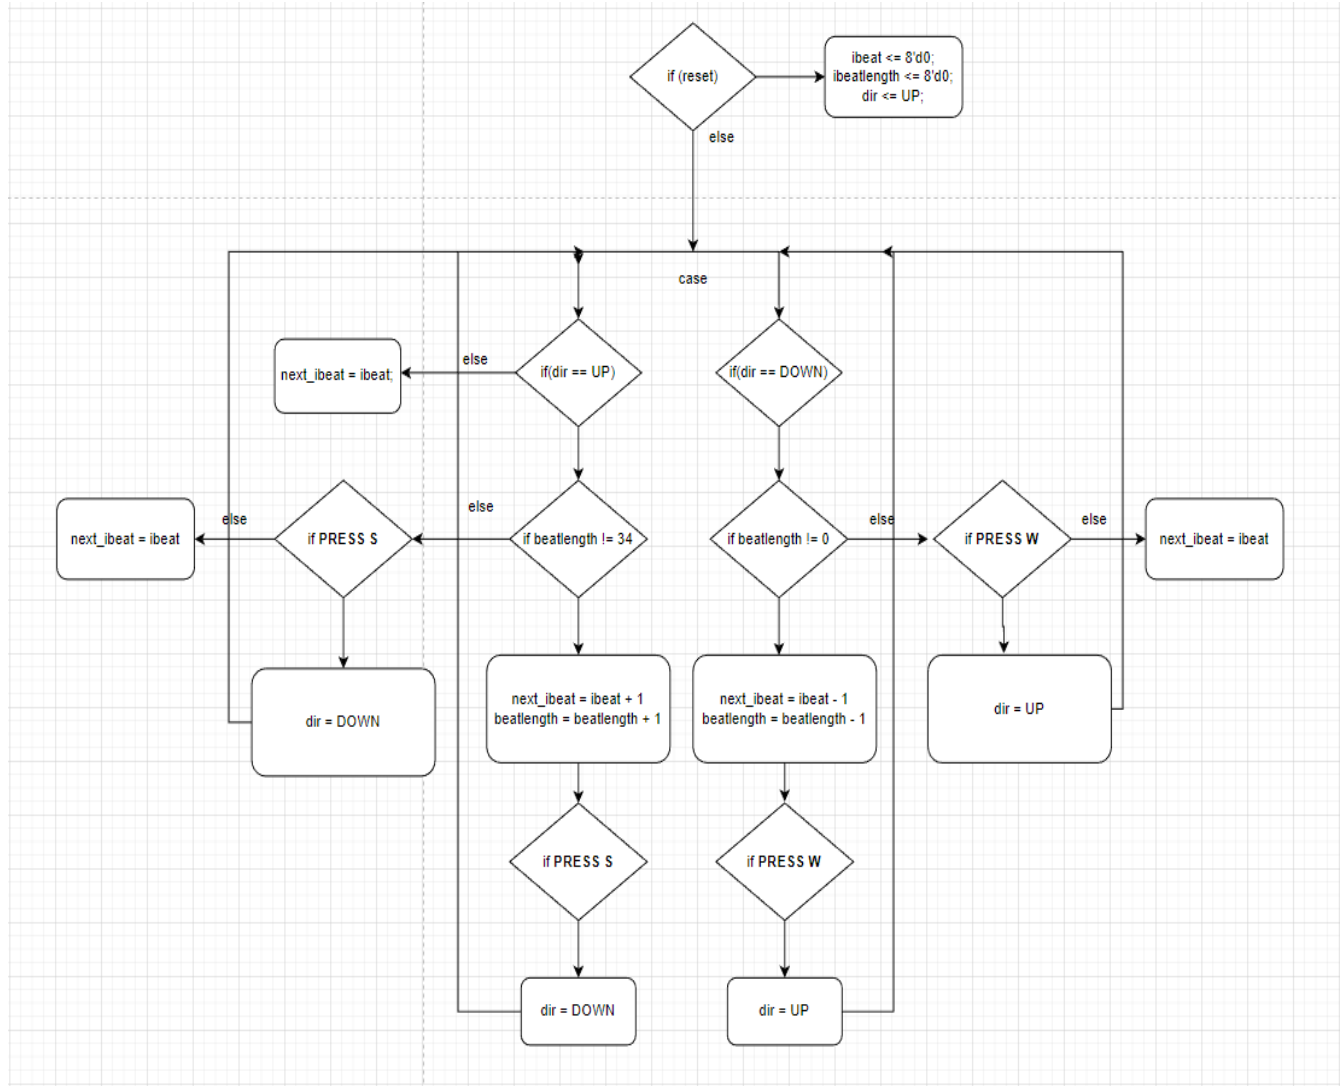 if (reset)
ibeat <= 8'd0;
ibeatlength <= 8'd0;
dir <= UP;
else
case
next_ibeat = ibeat;
else
if(dir == UP)
if(dir == DOWN)
next_ibeat = ibeat
else
if PRESS S
else
if beatlength != 34
if beatlength != 0
else
if PRESS W
else
next_ibeat = ibeat
dir = DOWN
next_ibeat = ibeat + 1
beatlength = beatlength + 1
next_ibeat = ibeat - 1
beatlength = beatlength - 1
dir = UP
if PRESS S
if PRESS W
dir = DOWN
dir = UP